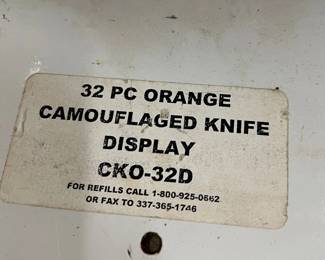 32 PC ORANGE
CAMOUFLAGED KNIFE
DISPLAY
CKO-32D
FOR REFILLS CALL 1-800-925-0662
OR FAX TO 337-365-1746